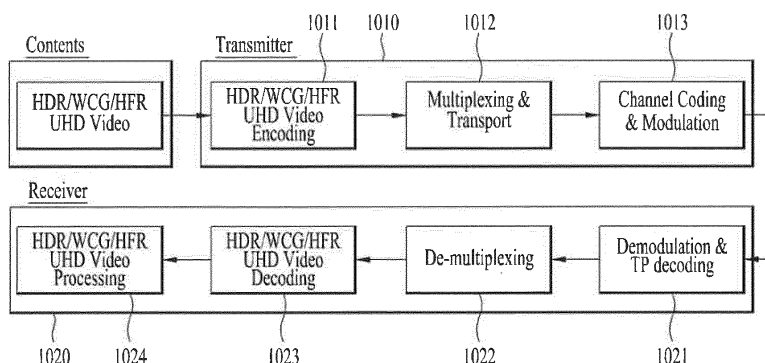 1011
1010
1012
1013
Contents
Transmitter
HDR/WCG/HFR
UHD Video
HDR/WCG/HFR
UHD Video
Encoding
Multiplexing &
Transport
Channel Coding
& Modulation
Receiver
HDR/WCG/HFR
UHD Video
Processing
HDR/WCG/HFR
UHD Video
Decoding
De-multiplexing
Demodulation &
TP decoding
1020
1024
1023
1022
1021